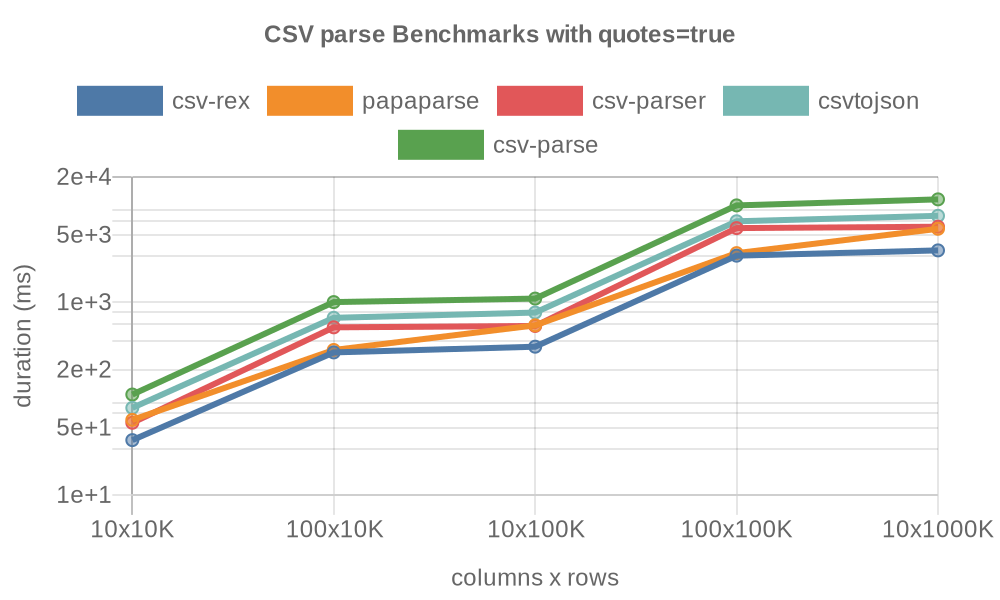 CSV parse Benchmarks with quotes=true
csv-rex papaparse csv-parser csvtojson
csv-parse
2e+4
5e+3
1e+3
2e+2
5e+1
1e+1
duration (ms)
10x10K 100x10K 10x100K 100x100K 10x1000K
columns x rows